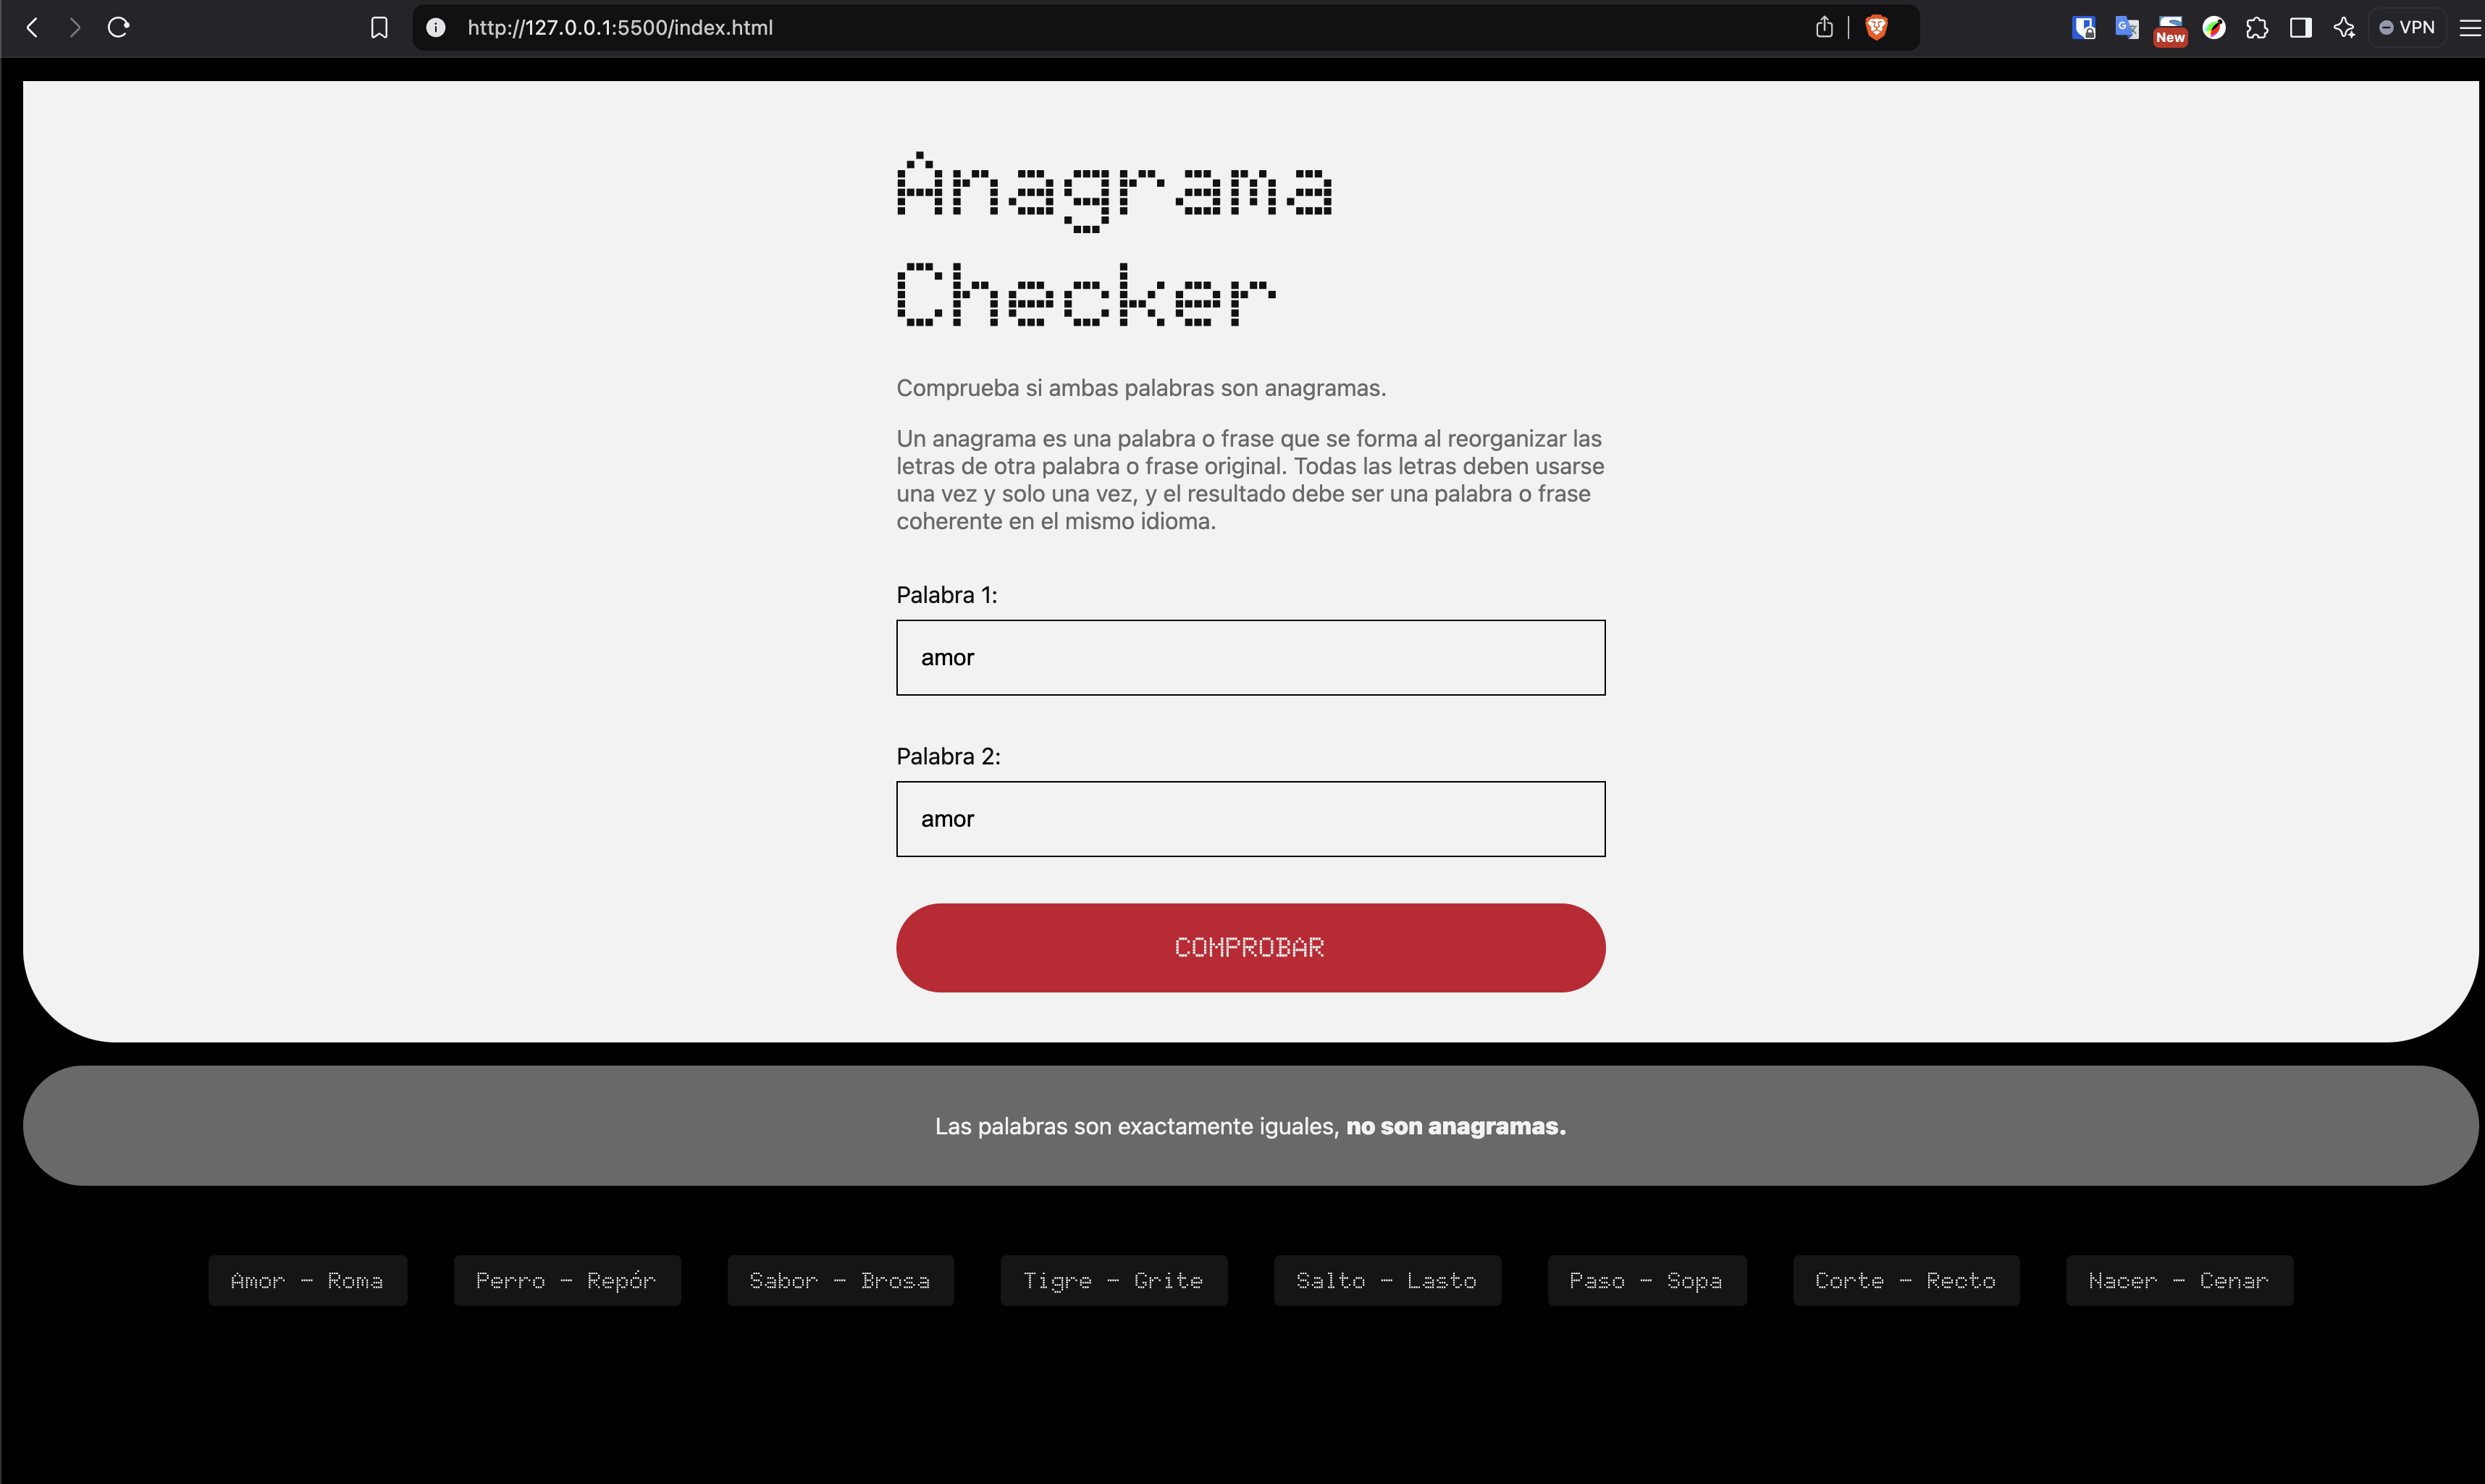 http://127.0.0.1:5500/index.html
New
VPN
Anagrama
Checker
Comprueba si ambas palabras son anagramas.
Un anagrama es una palabra o frase que se forma al reorganizar las
letras de otra palabra o frase original. Todas las letras deben usarse
una vez y solo una vez, y el resultado debe ser una palabra o frase
coherente en el mismo idioma.
Palabra 1:
amor
Palabra 2:
amor
COMPROBAR
Las palabras son exactamente iguales, no son anagramas.
Amor - Roma
Perro - Repór
Sabor - Brosa
Tigre - Grite
Salto - Lasto
Paso - Sopa
Corte - Recto
Nacer - Cenar